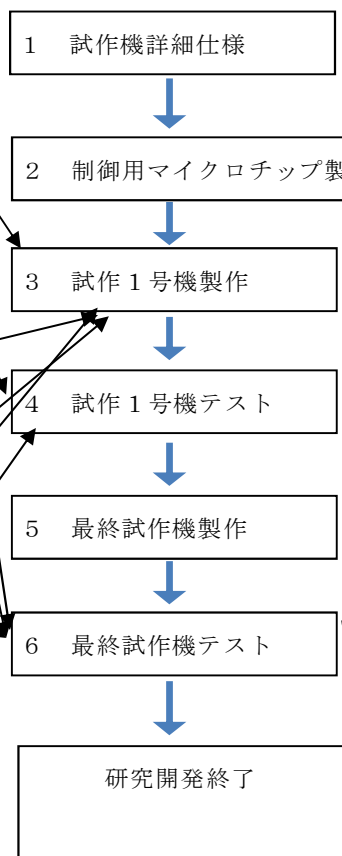 １　試作機詳細仕様
２　制御用マイクロチップ製
３　試作１号機製作
４　試作１号機テスト
５　最終試作機製作
６　最終試作機テスト
研究開発終了